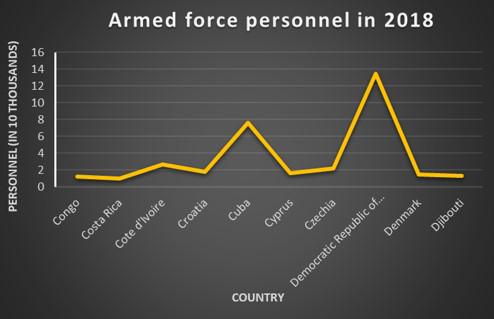 Armed force personnel in 2018
PERSONNEL (IN 10 THOUSANDS)
16
14
12
10
8
6
4
2
0
Congo
Costa Rica
Cote d'Ivoire
Croatia
Cuba
Cyprus
Czechia
Democratic Republic of...
Denmark
Djibouti
COUNTRY